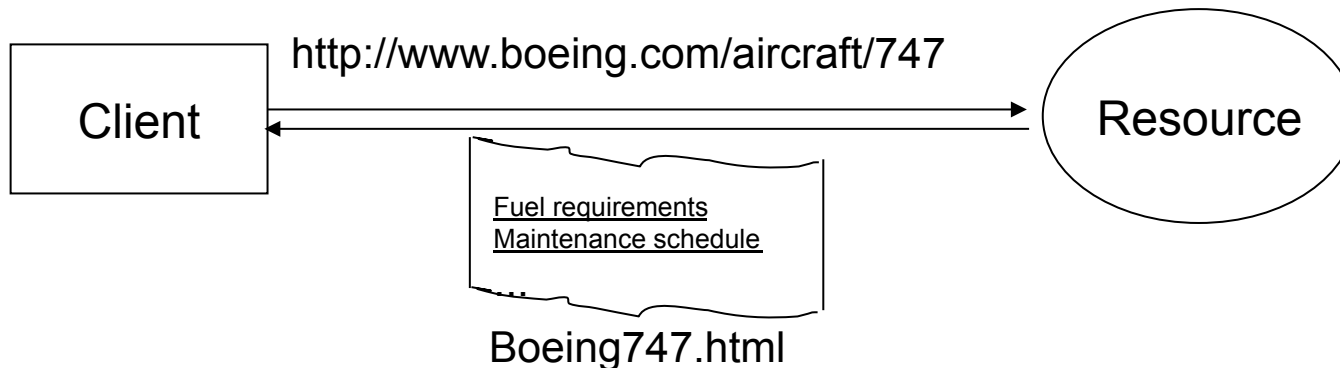 http://www.boeing.com/aircraft/747
Client
Resource
Fuel requirements
Maintenance schedule
...
Boeing747.html